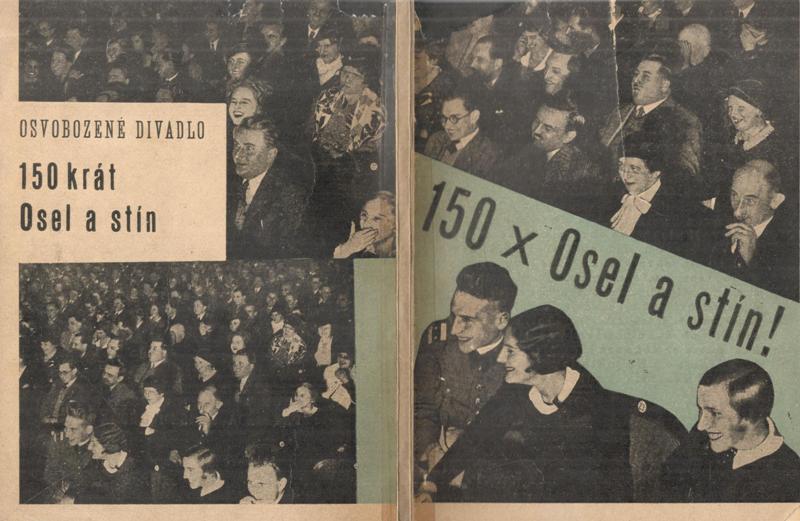 OSVOBOZENÉ DIVADLO
150 krát
Osel a stín
150 x Osel a stín!